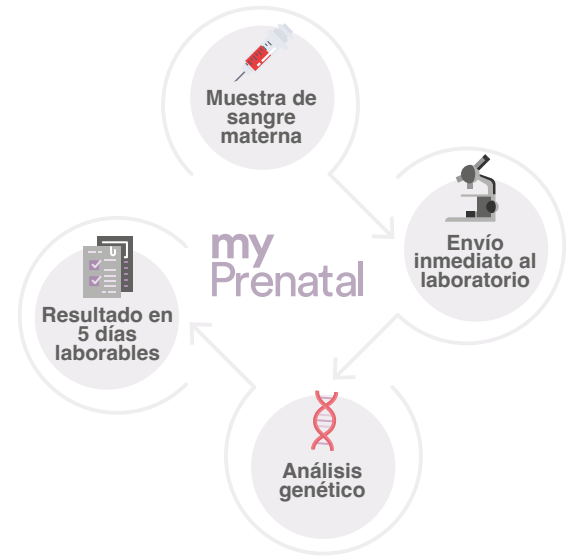 Muestra de
sangre
materna
Envío
inmediato al
laboratorio
my
Prenatal
Resultado en
5 días
laborables
Análisis
genético